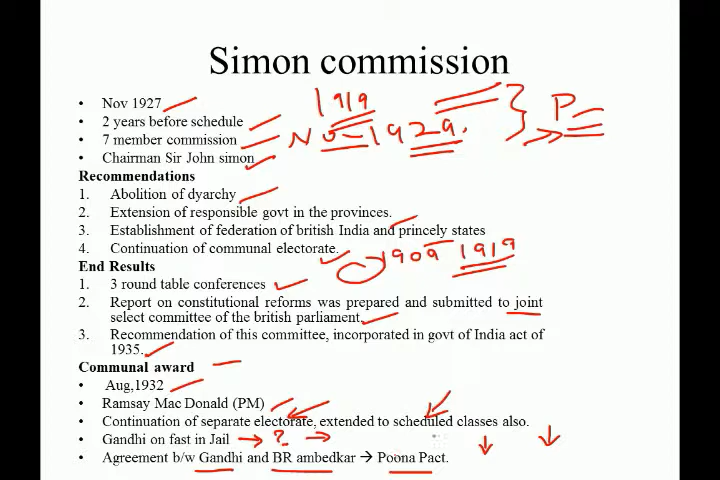 Simon commission
• Nov 1927
1919
P
• 2 years before schedule
• 7 member commission
No-1929.
• Chairman Sir John simon
Recommendations
1. Abolition of dyarchy
2. Extension of responsible govt in the provinces.
3. Establishment of federation of british India and princely states
4. Continuation of communal electorate.
1909 1919
End Results
1. 3 round table conferences
2. Report on constitutional reforms was prepared and submitted to joint
select committee of the british parliament.
3. Recommendation of this committee, incorporated in govt of India act of
1935.
Communal award
• Aug,1932
• Ramsay Mac Donald (PM)
• Continuation of separate electorate, extended to scheduled classes also.
• Gandhi on fast in Jail → ? →
• Agreement b/w Gandhi and BR ambedkar → Poona Pact.